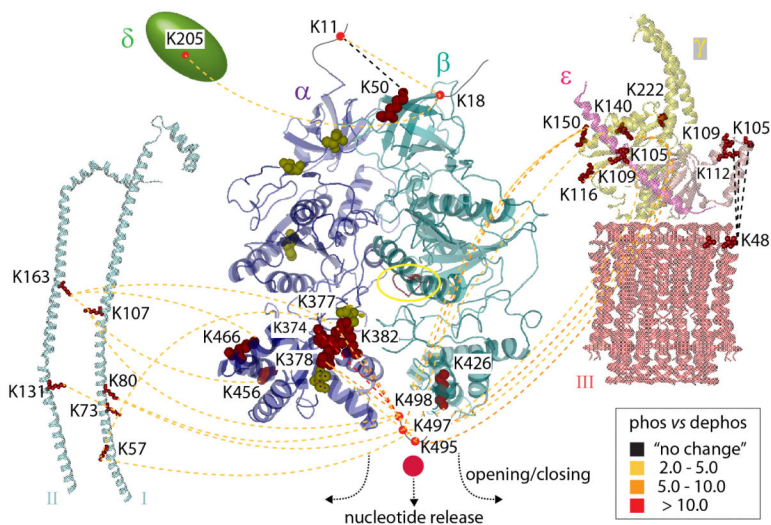 K11
δ
K205
β
γ
α
ε
K222
K50
K18
K140
K150
K109
K105
K105
K112
K109
K116
K48
K163
K377
K107
K374
K382
K466
K378
K426
III
K131
K80
K456
K498
K73
K497
K57
K495
phos vs dephos
"no change"
2.0 - 5.0
5.0 - 10.0
> 10.0
opening/closing
II
I
nucleotide release